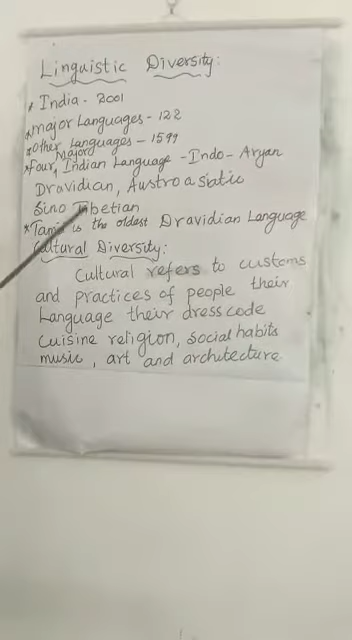 Linguistic Diversity:
* India - 2001
* Major Languages - 122
* Other Languages - 1599
* Four Major Indian Language - Indo - Aryan
Dravidian, Austroasiatic
Sino Tibetian
* Tamil is the oldest Dravidian Language
Cultural Diversity:
Cultural refers to customs
and practices of people their
Language their dress code
Cuisine religion, social habits
music, art and architecture